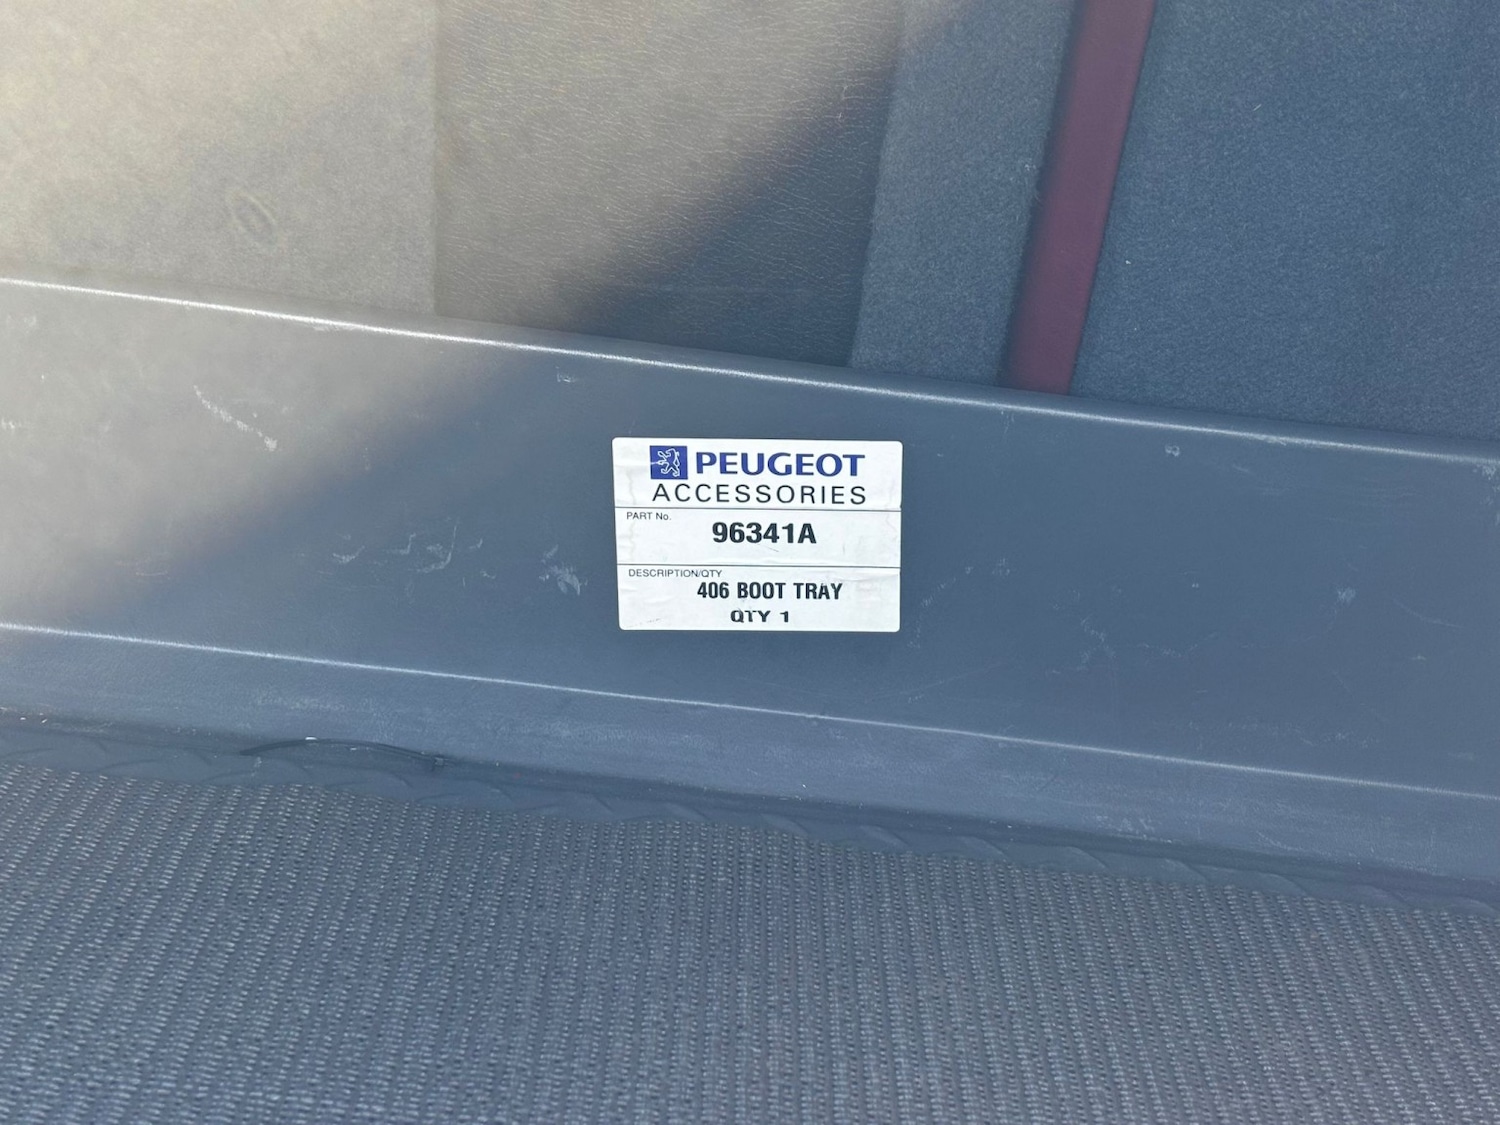 PEUGEOT
ACCESSORIES
PART No.
96341A
DESCRIPTION/QTY
406 BOOT TRAY
QTY 1